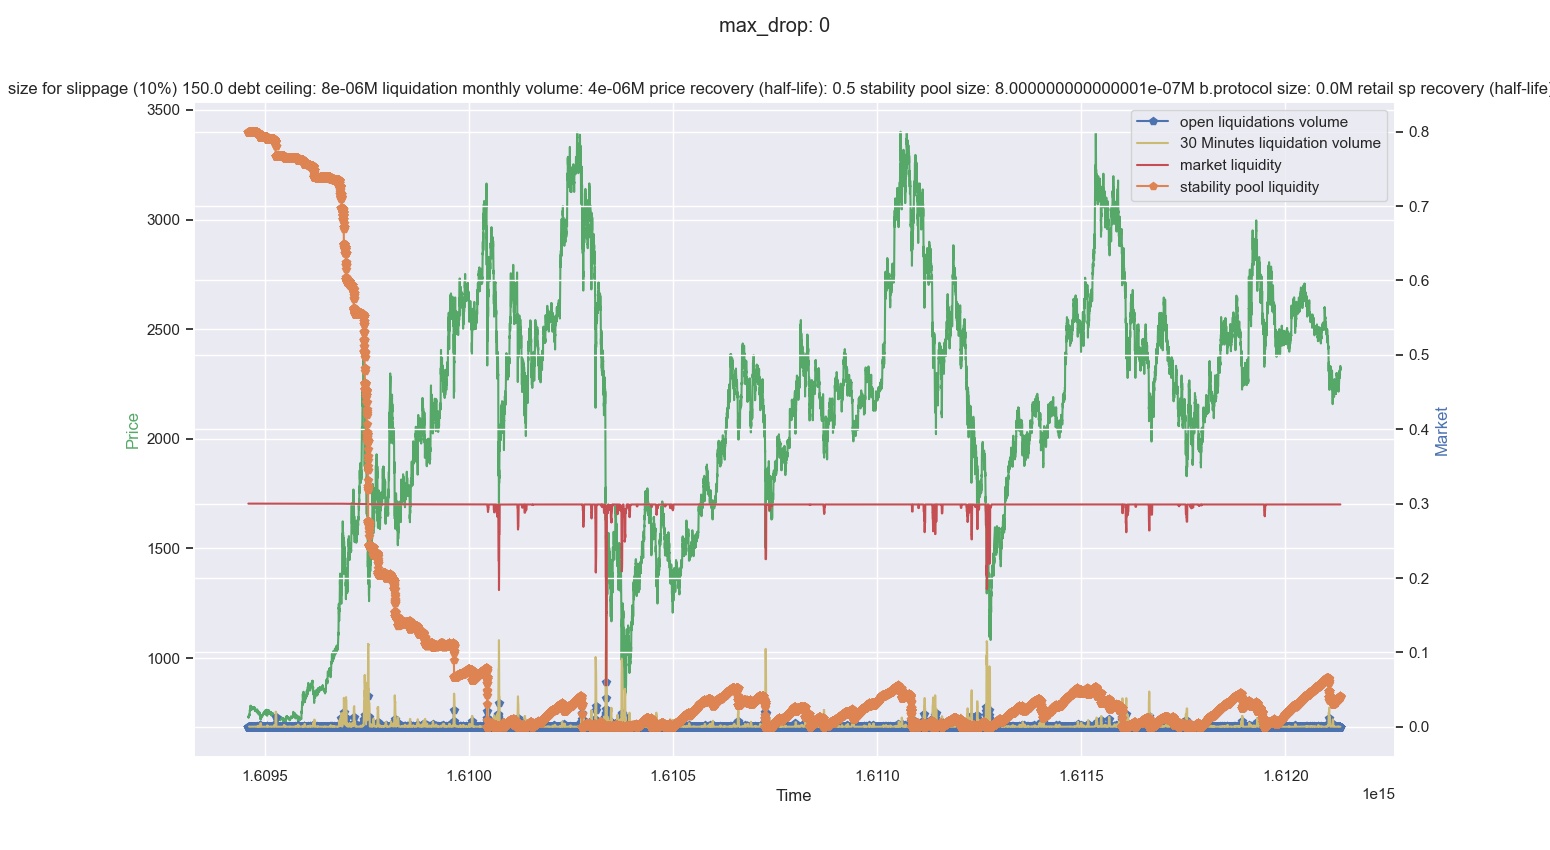 max_drop: 0
size for slippage (10%) 150.0 debt ceiling: 8e-06M liquidation monthly volume: 4e-06M price recovery (half-life): 0.5 stability pool size: 8.000000000000001e-07M b.protocol size: 0.0M retail sp recovery (half-life)
open liquidations volume
30 Minutes liquidation volume
market liquidity
stability pool liquidity
3500
3000
2500
2000
1500
1000
Price
0.8
0.7
0.6
0.5
0.4
0.3
0.2
0.1
0.0
Market
1.6095 1.6100 1.6105 1.6110 1.6115 1.6120
Time
1e15